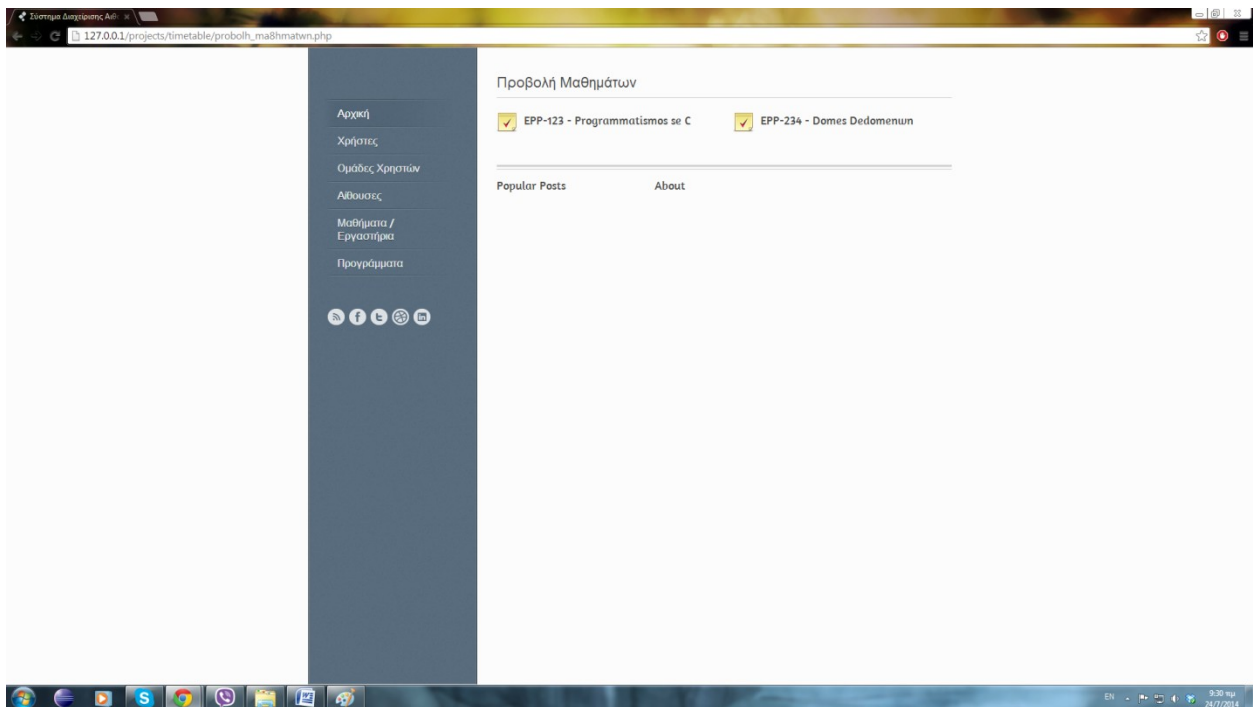 Σύστημα Διαχείρισης Αιθ
127.0.0.1/projects/timetable/probolh_ma8hmatwn.php
Προβολή Μαθημάτων
Αρχική
Χρήστες
Ομάδες Χρηστών
Αίθουσες
Μαθήματα /
Εργαστήρια
Προγράμματα
EPP-123 - Programmatismos se C
EPP-234 - Domes Dedomenwn
Popular Posts
About
EN
9:30 πμ
24/7/2014